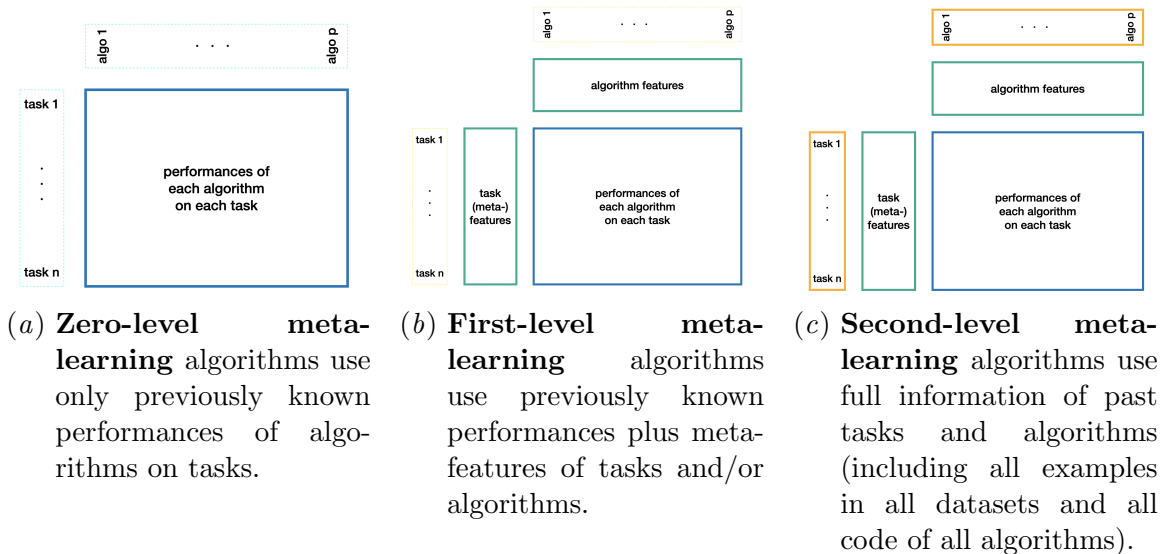 algo 1
. . .
algo p
task 1
.
.
.
task n
performances of
each algorithm
on each task
(a) Zero-level meta-
learning algorithms use
only previously known
performances of algo-
rithms on tasks.
algo 1
. . .
algo p
algorithm features
task 1
.
.
.
task n
task
(meta-)
features
performances of
each algorithm
on each task
(b) First-level meta-
learning algorithms
use previously known
performances plus meta-
features of tasks and/or
algorithms.
algo 1
. . .
algo p
algorithm features
task 1
.
.
.
task n
task
(meta-)
features
performances of
each algorithm
on each task
(c) Second-level meta-
learning algorithms use
full information of past
tasks and algorithms
(including all examples
in all datasets and all
code of all algorithms).